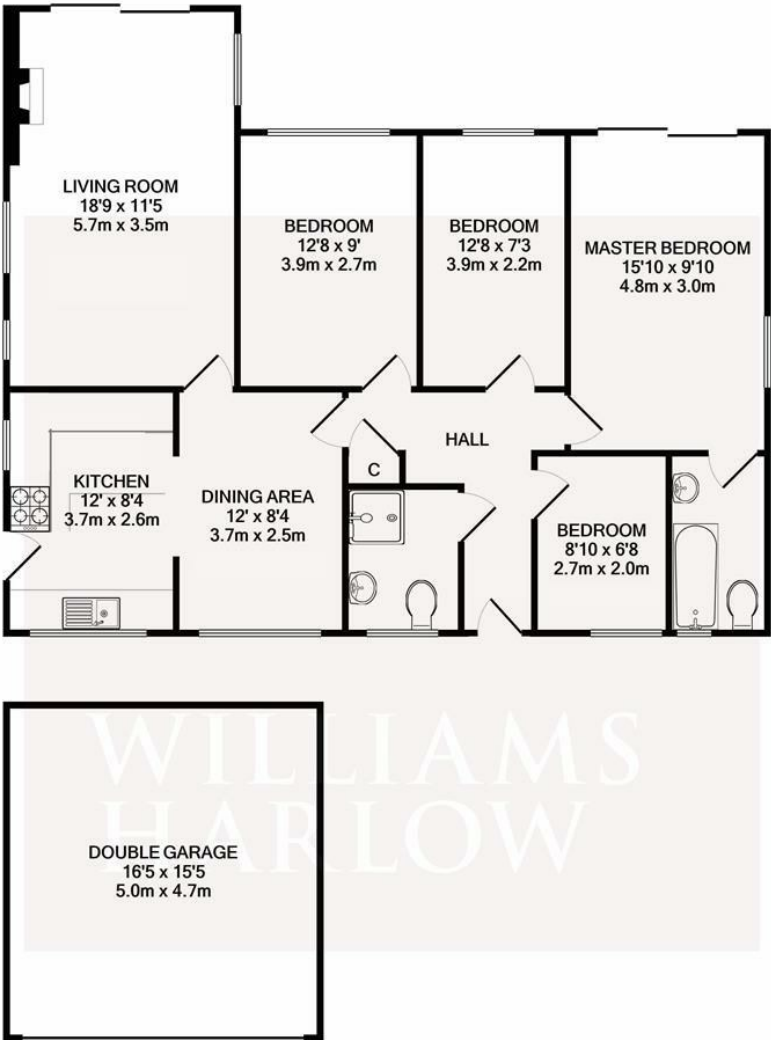 LIVING ROOM
18'9 x 11'5
5.7m x 3.5m
BEDROOM
12'8 x 9'
3.9m x 2.7m
BEDROOM
12'8 x 7'3
3.9m x 2.2m
MASTER BEDROOM
15'10 x 9'10
4.8m x 3.0m
HALL
C
KITCHEN
12' x 8'4
3.7m x 2.6m
DINING AREA
12' x 8'4
3.7m x 2.5m
BEDROOM
8'10 x 6'8
2.7m x 2.0m
WILLIAMS
HARLOW
DOUBLE GARAGE
16'5 x 15'5
5.0m x 4.7m